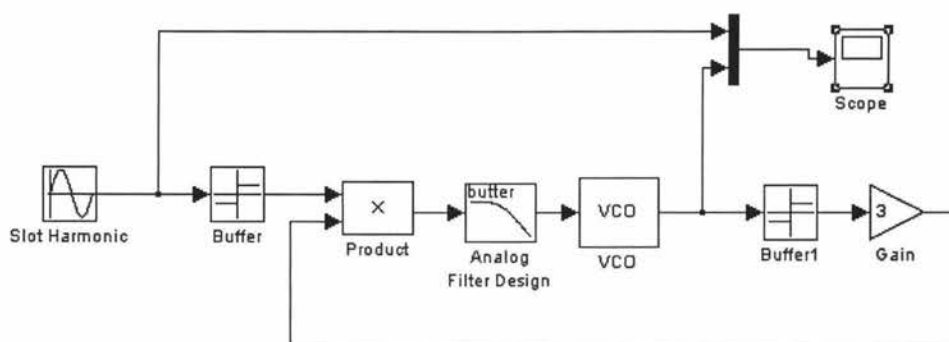 Scope
Slot Harmonic
Buffer
×
Product
butter
Analog
Filter Design
VCO
VCO
Buffer1
3
Gain